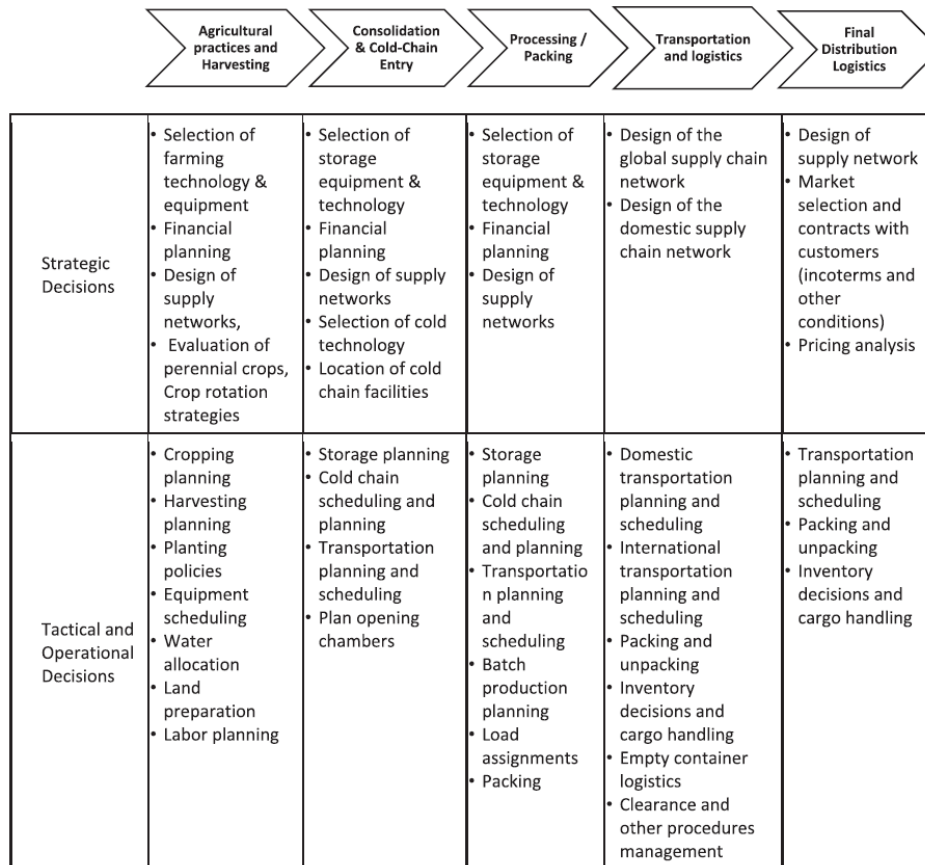 Agricultural
practices and
Harvesting
Consolidation
& Cold-Chain
Entry
Processing /
Packing
Transportation
and logistics
Final
Distribution
Logistics
Strategic
Decisions
• Selection of
farming
technology &
equipment
• Financial
planning
• Design of
supply
networks,
• Evaluation of
perennial crops,
Crop rotation
strategies
• Selection of
storage
equipment &
technology
• Financial
planning
• Design of supply
networks
• Selection of cold
technology
• Location of cold
chain facilities
• Selection of
storage
equipment &
technology
• Financial
planning
• Design of
supply
networks
• Design of the
global supply chain
network
• Design of the
domestic supply
chain network
• Design of
supply network
• Market
selection and
contracts with
customers
(incoterms and
other
conditions)
• Pricing analysis
Tactical and
Operational
Decisions
• Cropping
planning
• Harvesting
planning
• Planting
policies
• Equipment
scheduling
• Water
allocation
• Land
preparation
• Labor planning
• Storage planning
• Cold chain
scheduling and
planning
• Transportation
planning and
scheduling
• Plan opening
chambers
• Storage
planning
• Cold chain
scheduling
and planning
• Transportatio
n planning
and
scheduling
• Batch
production
planning
• Load
assignments
• Packing
• Domestic
transportation
planning and
scheduling
• International
transportation
planning and
scheduling
• Packing and
unpacking
• Inventory
decisions and
cargo handling
• Empty container
logistics
• Clearance and
other procedures
management
• Transportation
planning and
scheduling
• Packing and
unpacking
• Inventory
decisions and
cargo handling